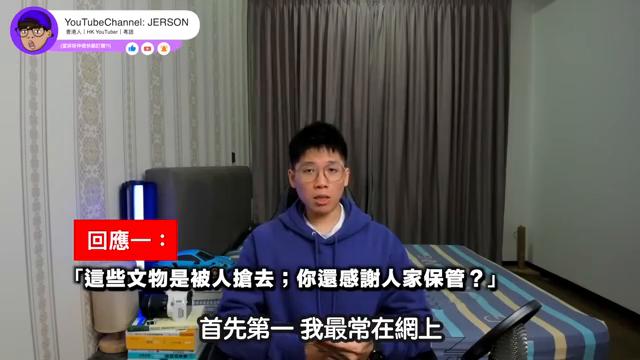 YouTubeChannel: JERSON
香港人｜HK YouTuber｜粵語
回應一：
「這些文物是被人搶去；你還感謝人家保管？」
首先第一 我最常在網上